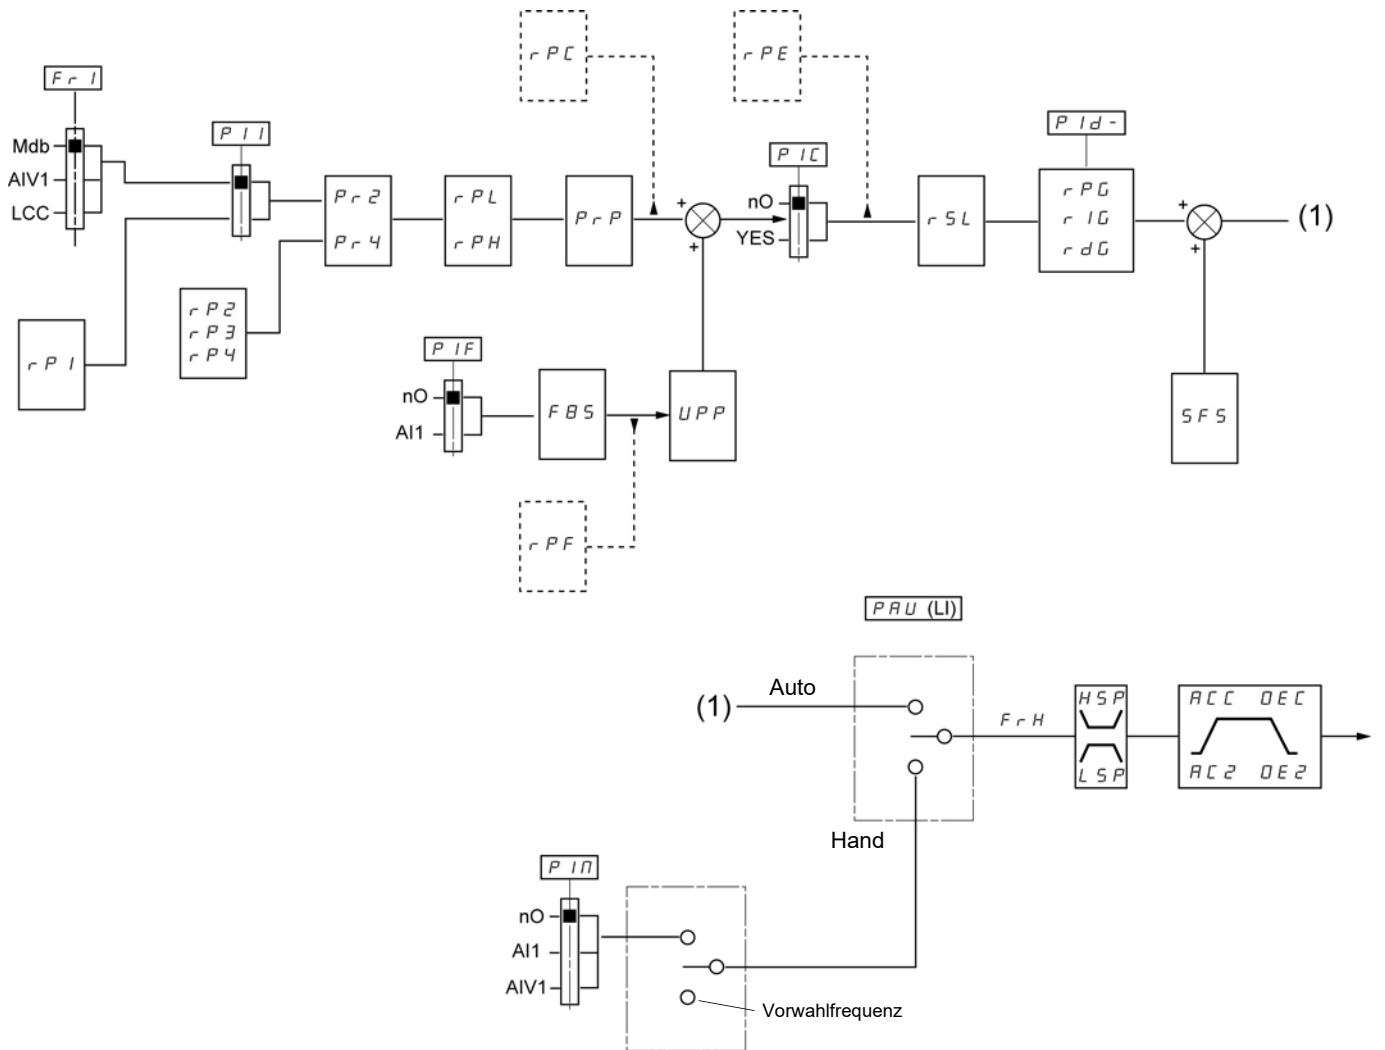 rPC
rPE
Fr1
PI1
PId-
PIC
Mdb
AIV1
LCC
Pr2
Pr4
rPL
rPH
PrP
+
+
nO
YES
rSL
rPG
rIG
rdG
+
+
(1)
rP1
rP2
rP3
rP4
PIF
nO
AI1
FBS
UPP
SFS
rPF
PAU (LI)
(1)
Auto
FrH
HSP
LSP
ACC DEC
AC2 DE2
Hand
PIM
nO
AI1
AIV1
Vorwahlfrequenz